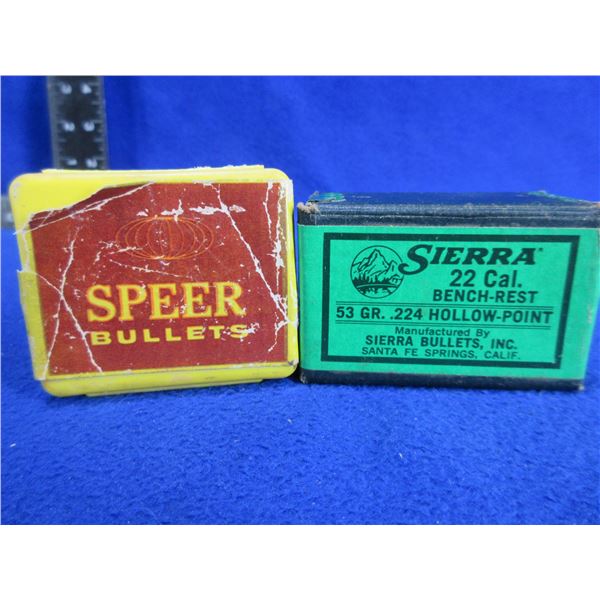 SPEER
BULLETS
SIERRA
22 Cal.
BENCH-REST
53 GR. .224 HOLLOW-POINT
Manufactured By
SIERRA BULLETS, INC.
SANTA FE SPRINGS, CALIF.